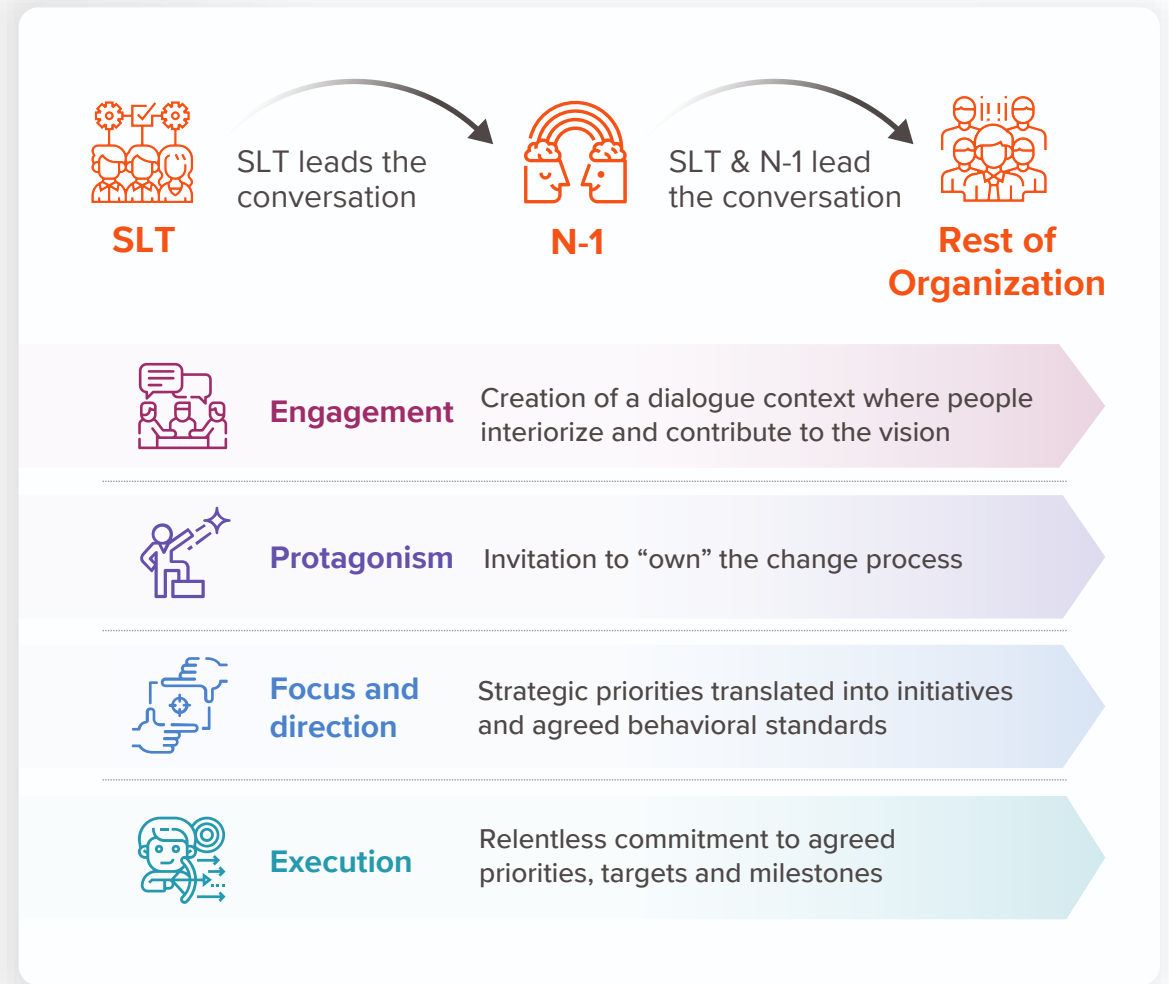 SLT leads the
conversation
SLT & N-1 lead
the conversation
SLT
N-1
Rest of
Organization
Engagement
Creation of a dialogue context where people
interiorize and contribute to the vision
Protagonism
Invitation to “own” the change process
Focus and
direction
Strategic priorities translated into initiatives
and agreed behavioral standards
Execution
Relentless commitment to agreed
priorities, targets and milestones